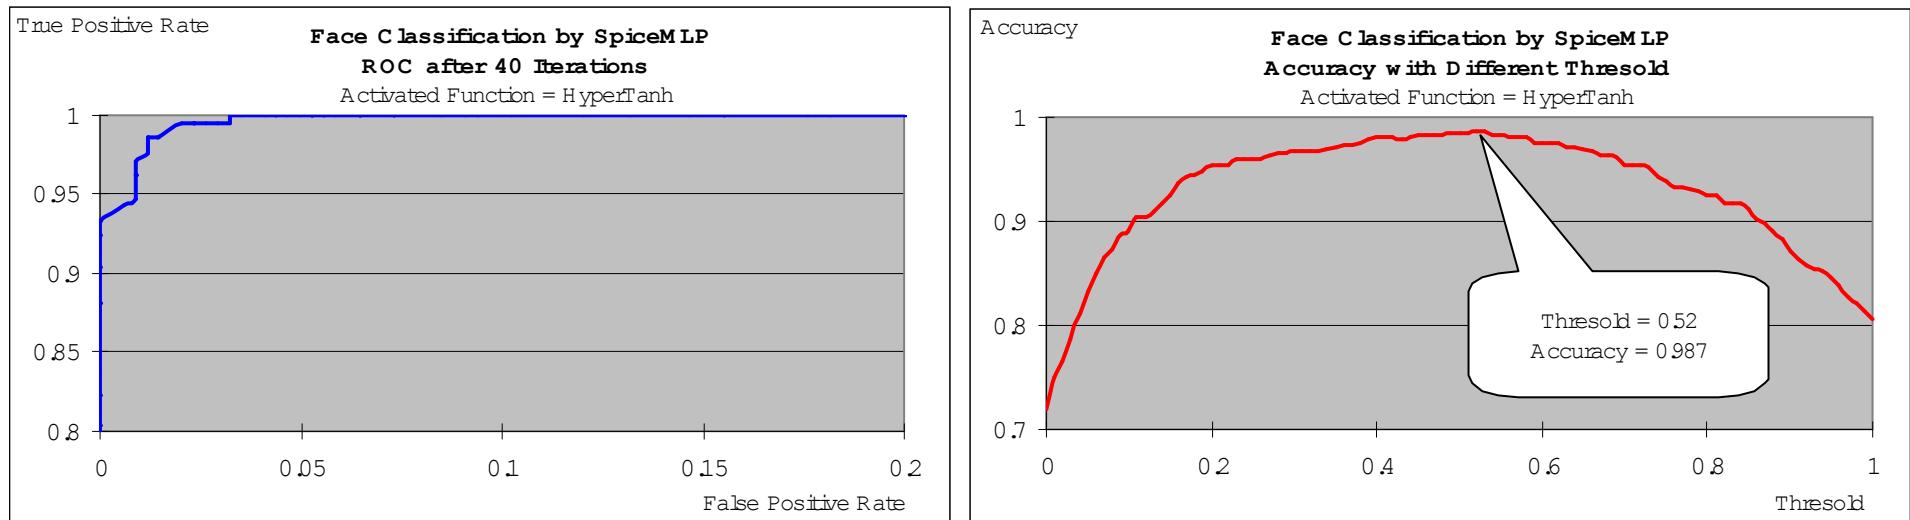 True Positive Rate
Face Classification by SpiceMLP
ROC after 40 Iterations
Activated Function = HyperTanh
1
0.95
0.9
0.85
0.8
0
0.05
0.1
0.15
0.2
False Positive Rate
Accuracy
Face Classification by SpiceMLP
Accuracy with Different Thresold
Activated Function = HyperTanh
1
0.9
0.8
0.7
Thresold = 0.52
Accuracy = 0.987
0
0.2
0.4
0.6
0.8
1
Thresold